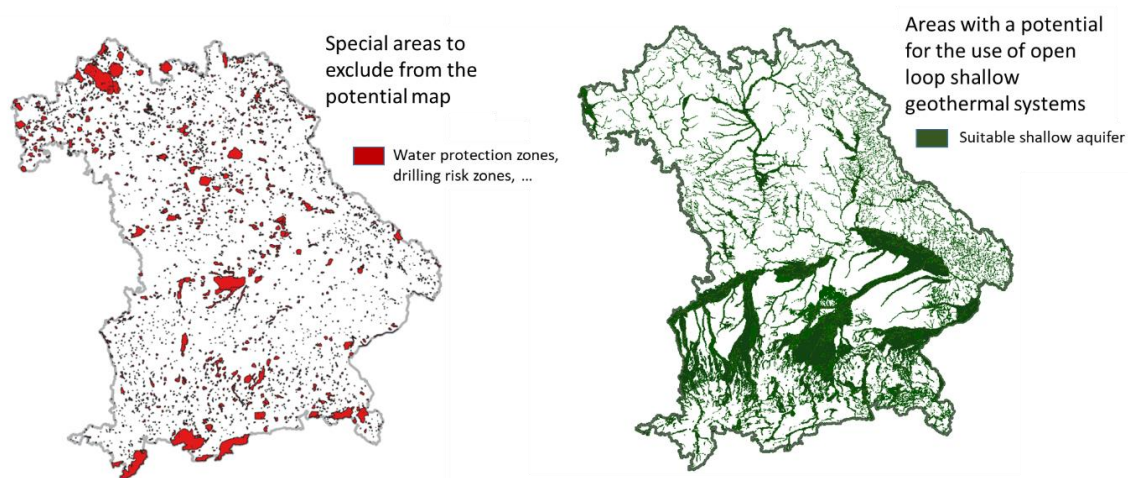 Special areas to
exclude from the
potential map
Water protection zones,
drilling risk zones, ...
Areas with a potential
for the use of open
loop shallow
geothermal systems
Suitable shallow aquifer